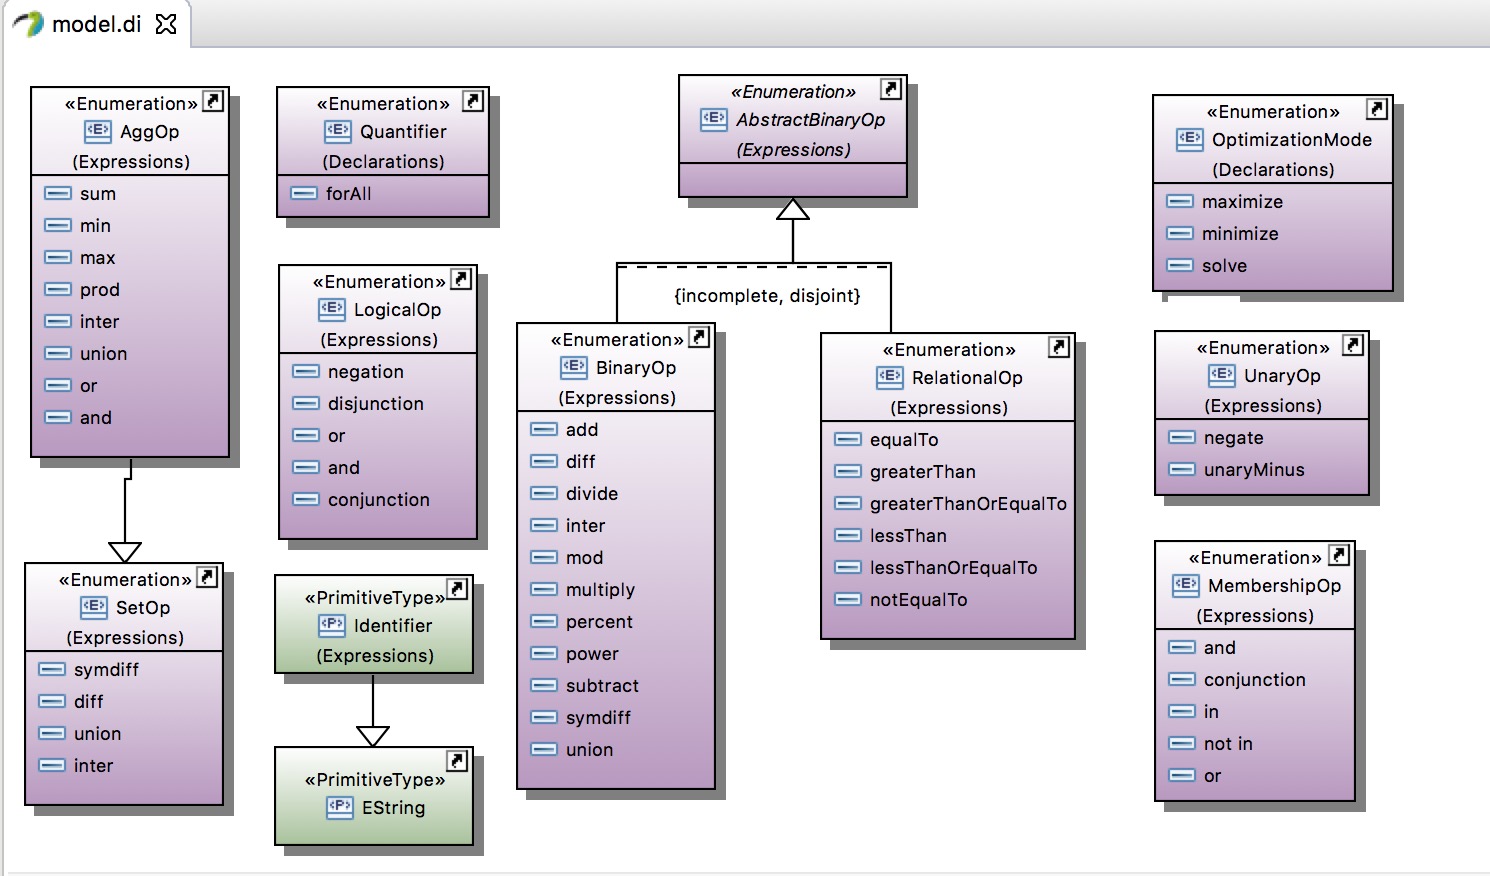 model.di
«Enumeration»
<E> AggOp
(Expressions)
sum
min
max
prod
inter
union
or
and
«Enumeration»
<E> Quantifier
(Declarations)
forAll
«Enumeration»
<E> AbstractBinaryOp
(Expressions)
«Enumeration»
<E> OptimizationMode
(Declarations)
maximize
minimize
solve
«Enumeration»
<E> LogicalOp
(Expressions)
negation
disjunction
or
and
conjunction
{incomplete, disjoint}
«Enumeration»
<E> BinaryOp
(Expressions)
add
diff
divide
inter
mod
multiply
percent
power
subtract
symdiff
union
«Enumeration»
<E> RelationalOp
(Expressions)
equalTo
greaterThan
greaterThanOrEqualTo
lessThan
lessThanOrEqualTo
notEqualTo
«Enumeration»
<E> UnaryOp
(Expressions)
negate
unaryMinus
«Enumeration»
<E> SetOp
(Expressions)
symdiff
diff
union
inter
«PrimitiveType»
<P> Identifier
(Expressions)
«PrimitiveType»
<P> EString
«Enumeration»
<E> MembershipOp
(Expressions)
and
conjunction
in
not in
or